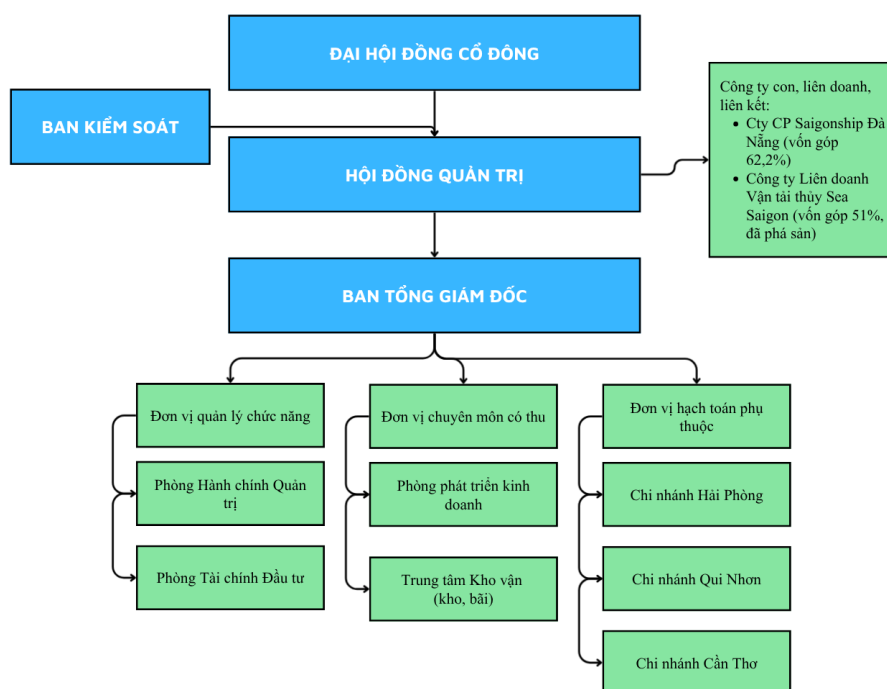 ĐẠI HỘI ĐỒNG CỔ ĐÔNG
BAN KIỂM SOÁT
HỘI ĐỒNG QUẢN TRỊ
Công ty con, liên doanh,
liên kết:
• Cty CP Saigonship Đà
Nẵng (vốn góp
62,2%)
• Công ty Liên doanh
Vận tải thủy Sea
Saigon (vốn góp 51%,
đã phá sản)
BAN TỔNG GIÁM ĐỐC
Đơn vị quản lý chức năng
Phòng Hành chính Quản
trị
Phòng Tài chính Đầu tư
Đơn vị chuyên môn có thu
Phòng phát triển kinh
doanh
Trung tâm Kho vận
(kho, bãi)
Đơn vị hạch toán phụ
thuộc
Chi nhánh Hải Phòng
Chi nhánh Qui Nhơn
Chi nhánh Cần Thơ